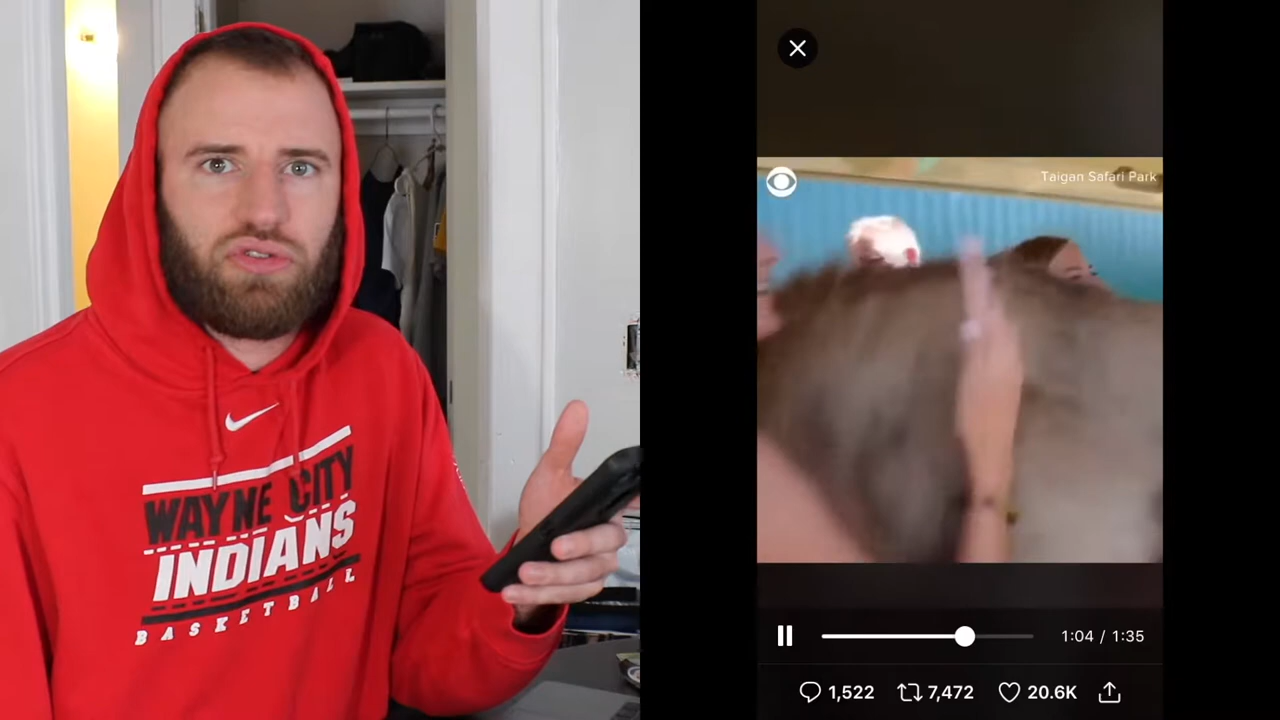 WAYNE CITY
INDIANS
BASKETBALL
Taigan Safari Park
1:04 / 1:35
1,522
7,472
20.6K